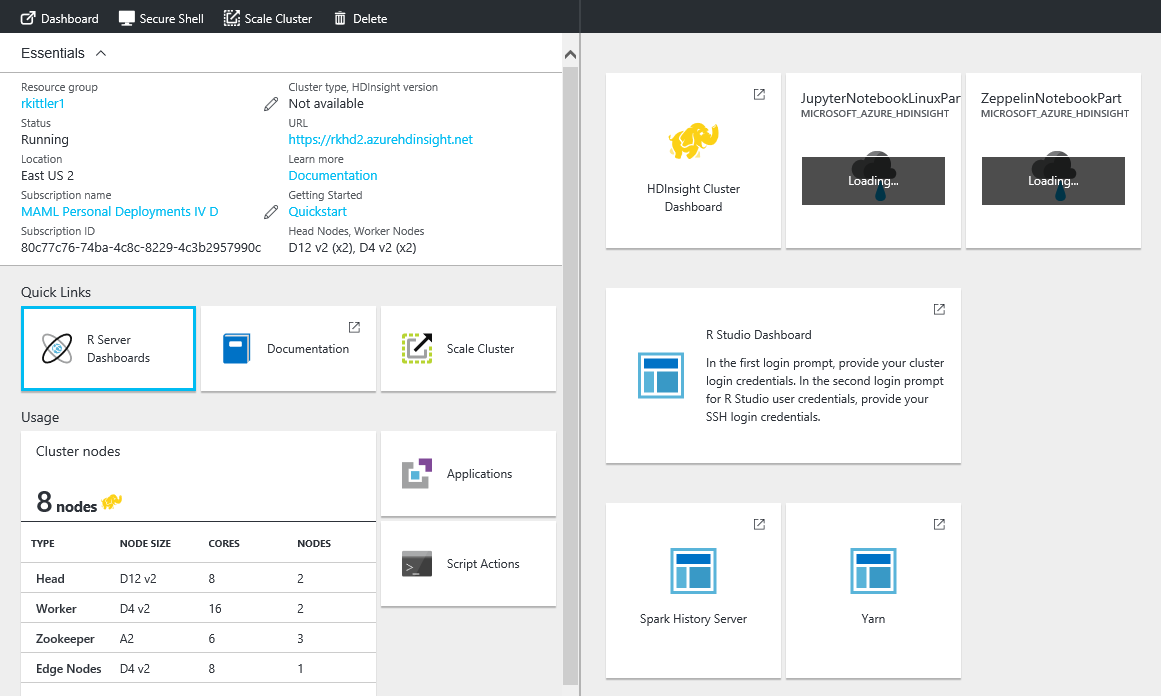 Dashboard
Secure Shell
Scale Cluster
Delete
Essentials
Resource group
rkittler1
Status
Running
Location
East US 2
Subscription name
MAML Personal Deployments IV D
Subscription ID
80c77c76-74ba-4c8c-8229-4c3b2957990c
Cluster type, HDInsight version
Not available
URL
https://rkhd2.azurehdinsight.net
Learn more
Documentation
Getting Started
Quickstart
Head Nodes, Worker Nodes
D12 v2 (x2), D4 v2 (x2)
Quick Links
R Server
Dashboards
Documentation
Scale Cluster
Usage
Cluster nodes
8 nodes
TYPE NODE SIZE CORES NODES
Head D12 v2 8 2
Worker D4 v2 16 2
Zookeeper A2 6 3
Edge Nodes D4 v2 8 1
Applications
>_
Script Actions
HDInsight Cluster
Dashboard
JupyterNotebookLinuxPar
MICROSOFT_AZURE_HDINSIGHT
Loading...
ZeppelinNotebookPart
MICROSOFT_AZURE_HDINSIGHT
Loading...
R Studio Dashboard
In the first login prompt, provide your cluster
login credentials. In the second login prompt
for R Studio user credentials, provide your
SSH login credentials.
Spark History Server
Yarn